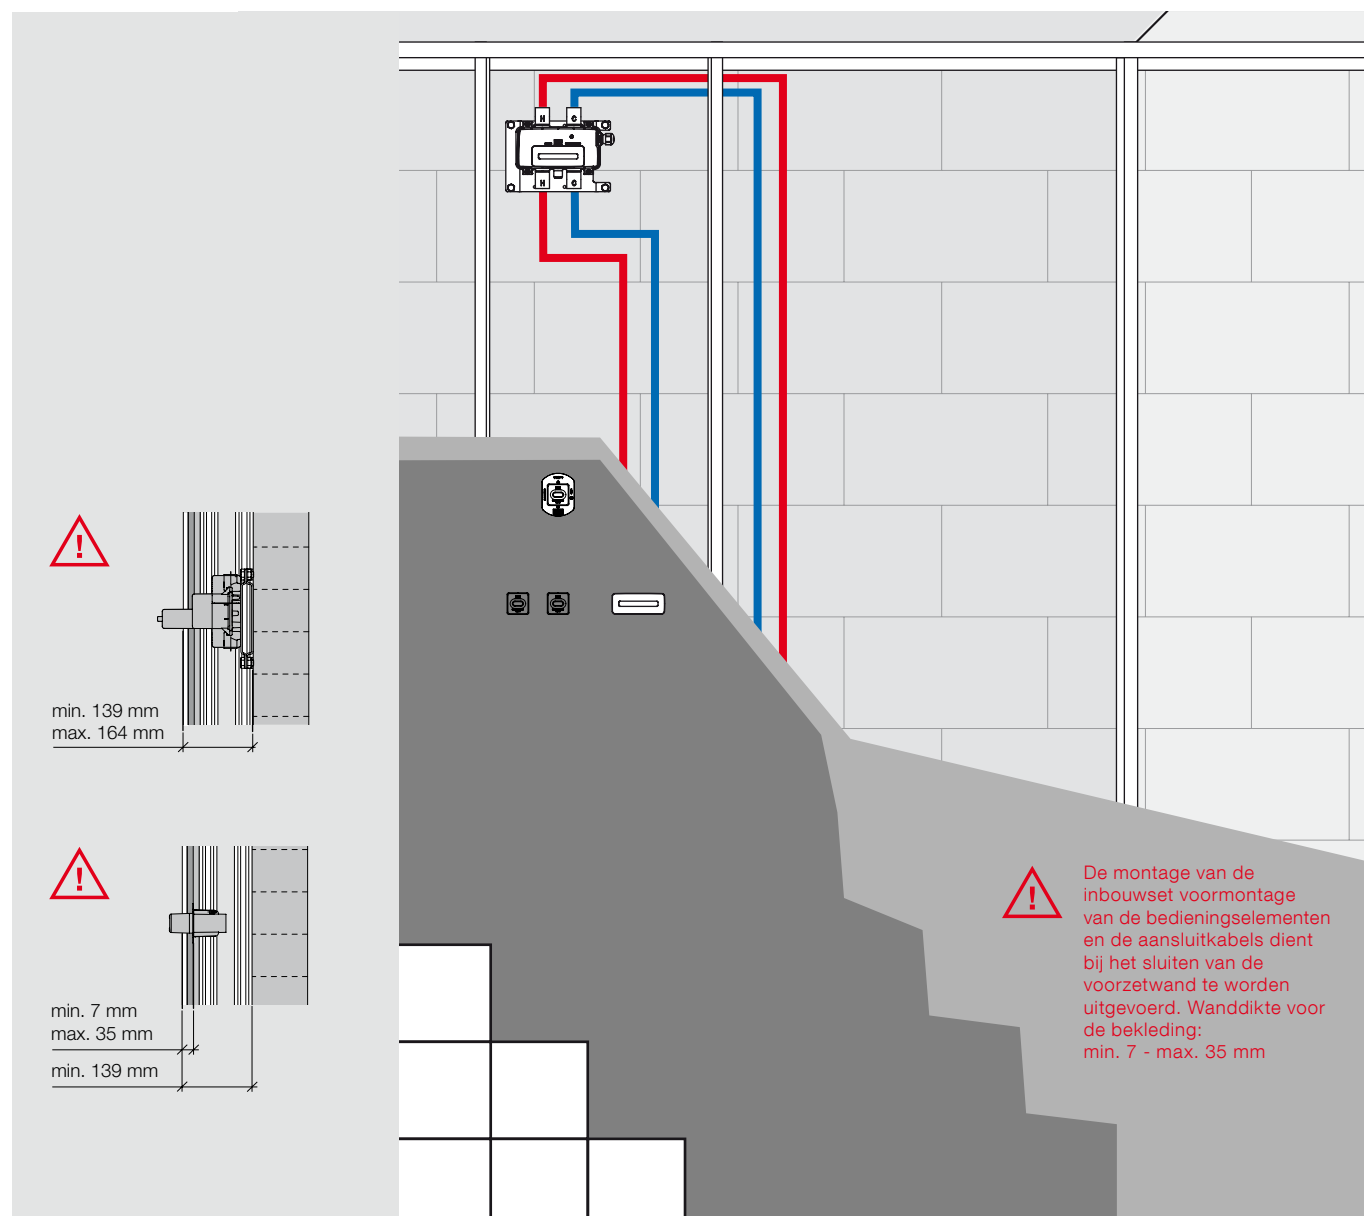 H C
H C
!
min. 139 mm
max. 164 mm
!
min. 7 mm
max. 35 mm
min. 139 mm
!
De montage van de
inbouwset voormontage
van de bedieningselementen
en de aansluitkabels dient
bij het sluiten van de
voorzetwand te worden
uitgevoerd. Wanddikte voor
de bekleding:
min. 7 - max. 35 mm